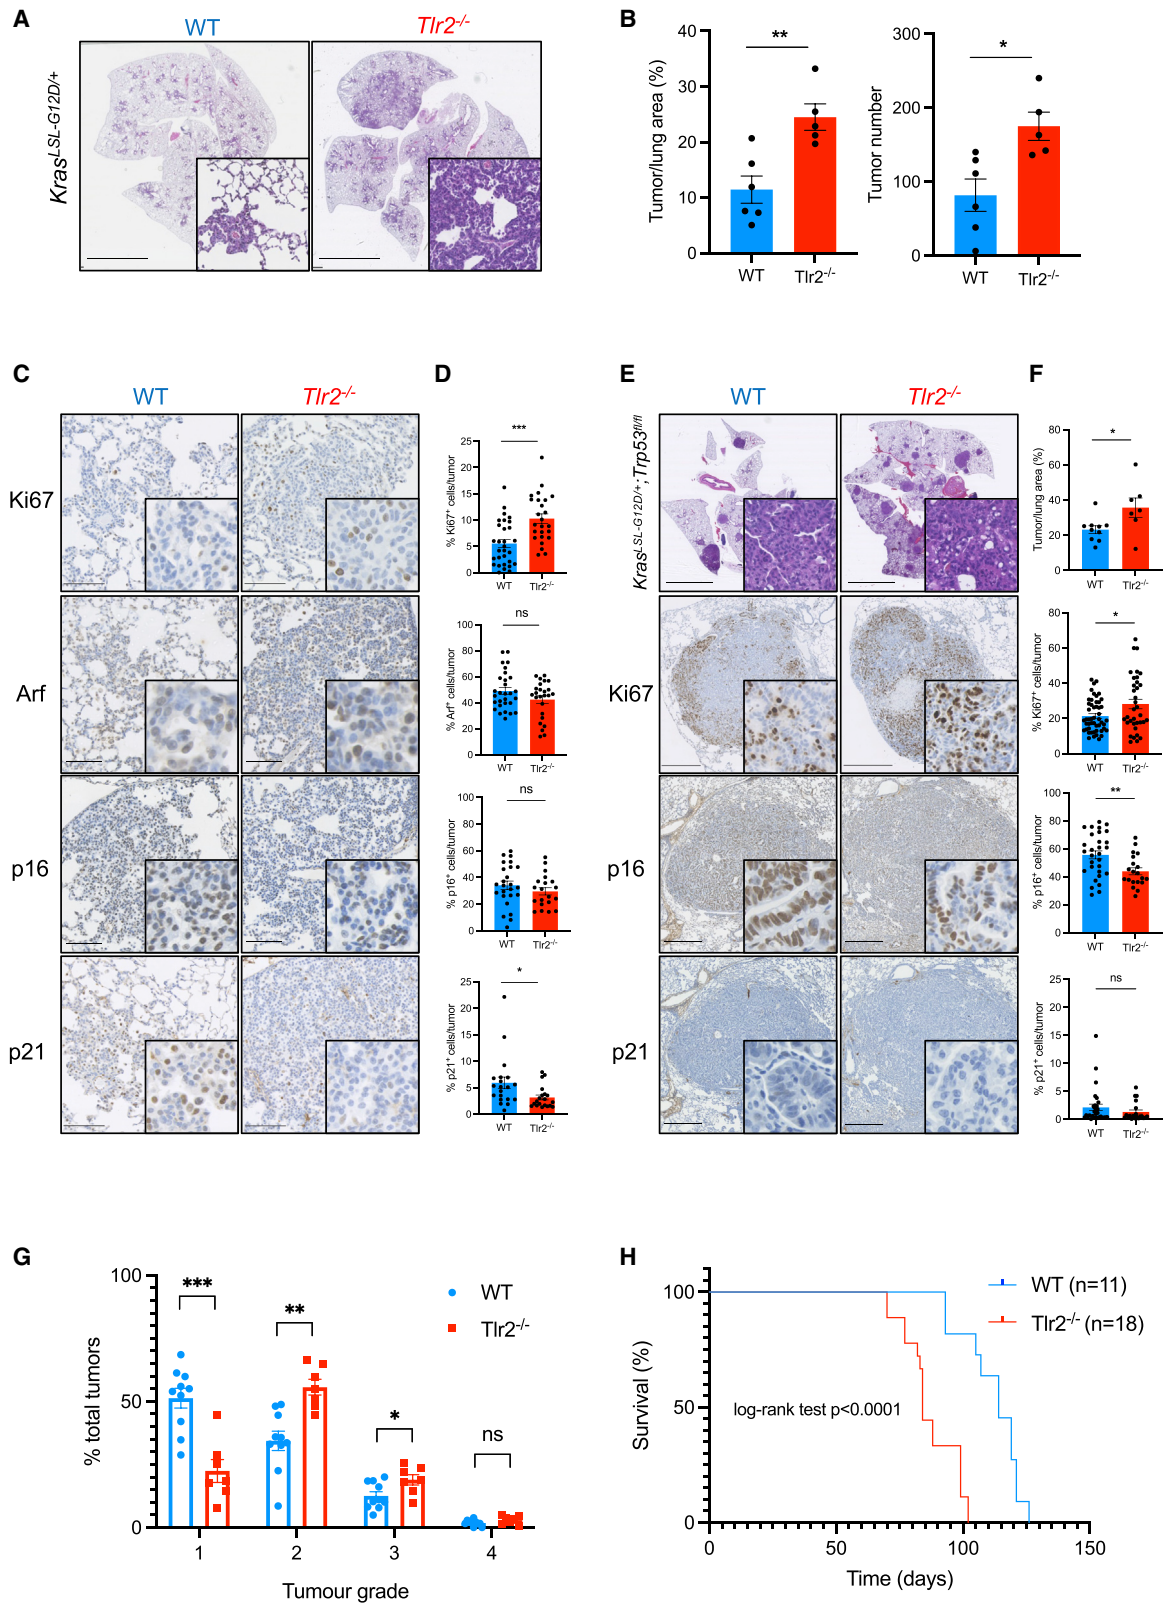 A
WT
Tlr2-/-
KrasLSL-G12D/+
B
Tumor/lung area (%)
40
30
20
10
0
**
WT
Tlr2-/-
Tumor number
300
200
100
0
*
WT
Tlr2-/-
C
WT
Tlr2-/-
Ki67
Arf
p16
p21
D
% Ki67+ cells/tumor
25
20
15
10
5
0
***
WT
Tlr2-/-
% Arf+ cells/tumor
100
80
60
40
20
0
ns
WT
Tlr2-/-
% p16+ cells/tumor
100
80
60
40
20
0
ns
WT
Tlr2-/-
% p21+ cells/tumor
25
20
15
10
5
0
*
WT
Tlr2-/-
E
WT
Tlr2-/-
KrasLSL-G12D/+;Trp53fl/fl
Ki67
p16
p21
F
Tumor/lung area (%)
80
60
40
20
0
*
WT
Tlr2-/-
% Ki67+ cells/tumor
80
60
40
20
0
*
WT
Tlr2-/-
% p16+ cells/tumor
100
80
60
40
20
0
**
WT
Tlr2-/-
% p21+ cells/tumor
25
20
15
10
5
0
ns
WT
Tlr2-/-
G
% total tumors
100
50
0
***
**
*
ns
WT
Tlr2-/-
1
2
3
4
Tumour grade
H
Survival (%)
100
50
0
WT (n=11)
Tlr2-/- (n=18)
log-rank test p<0.0001
0
50
100
150
Time (days)